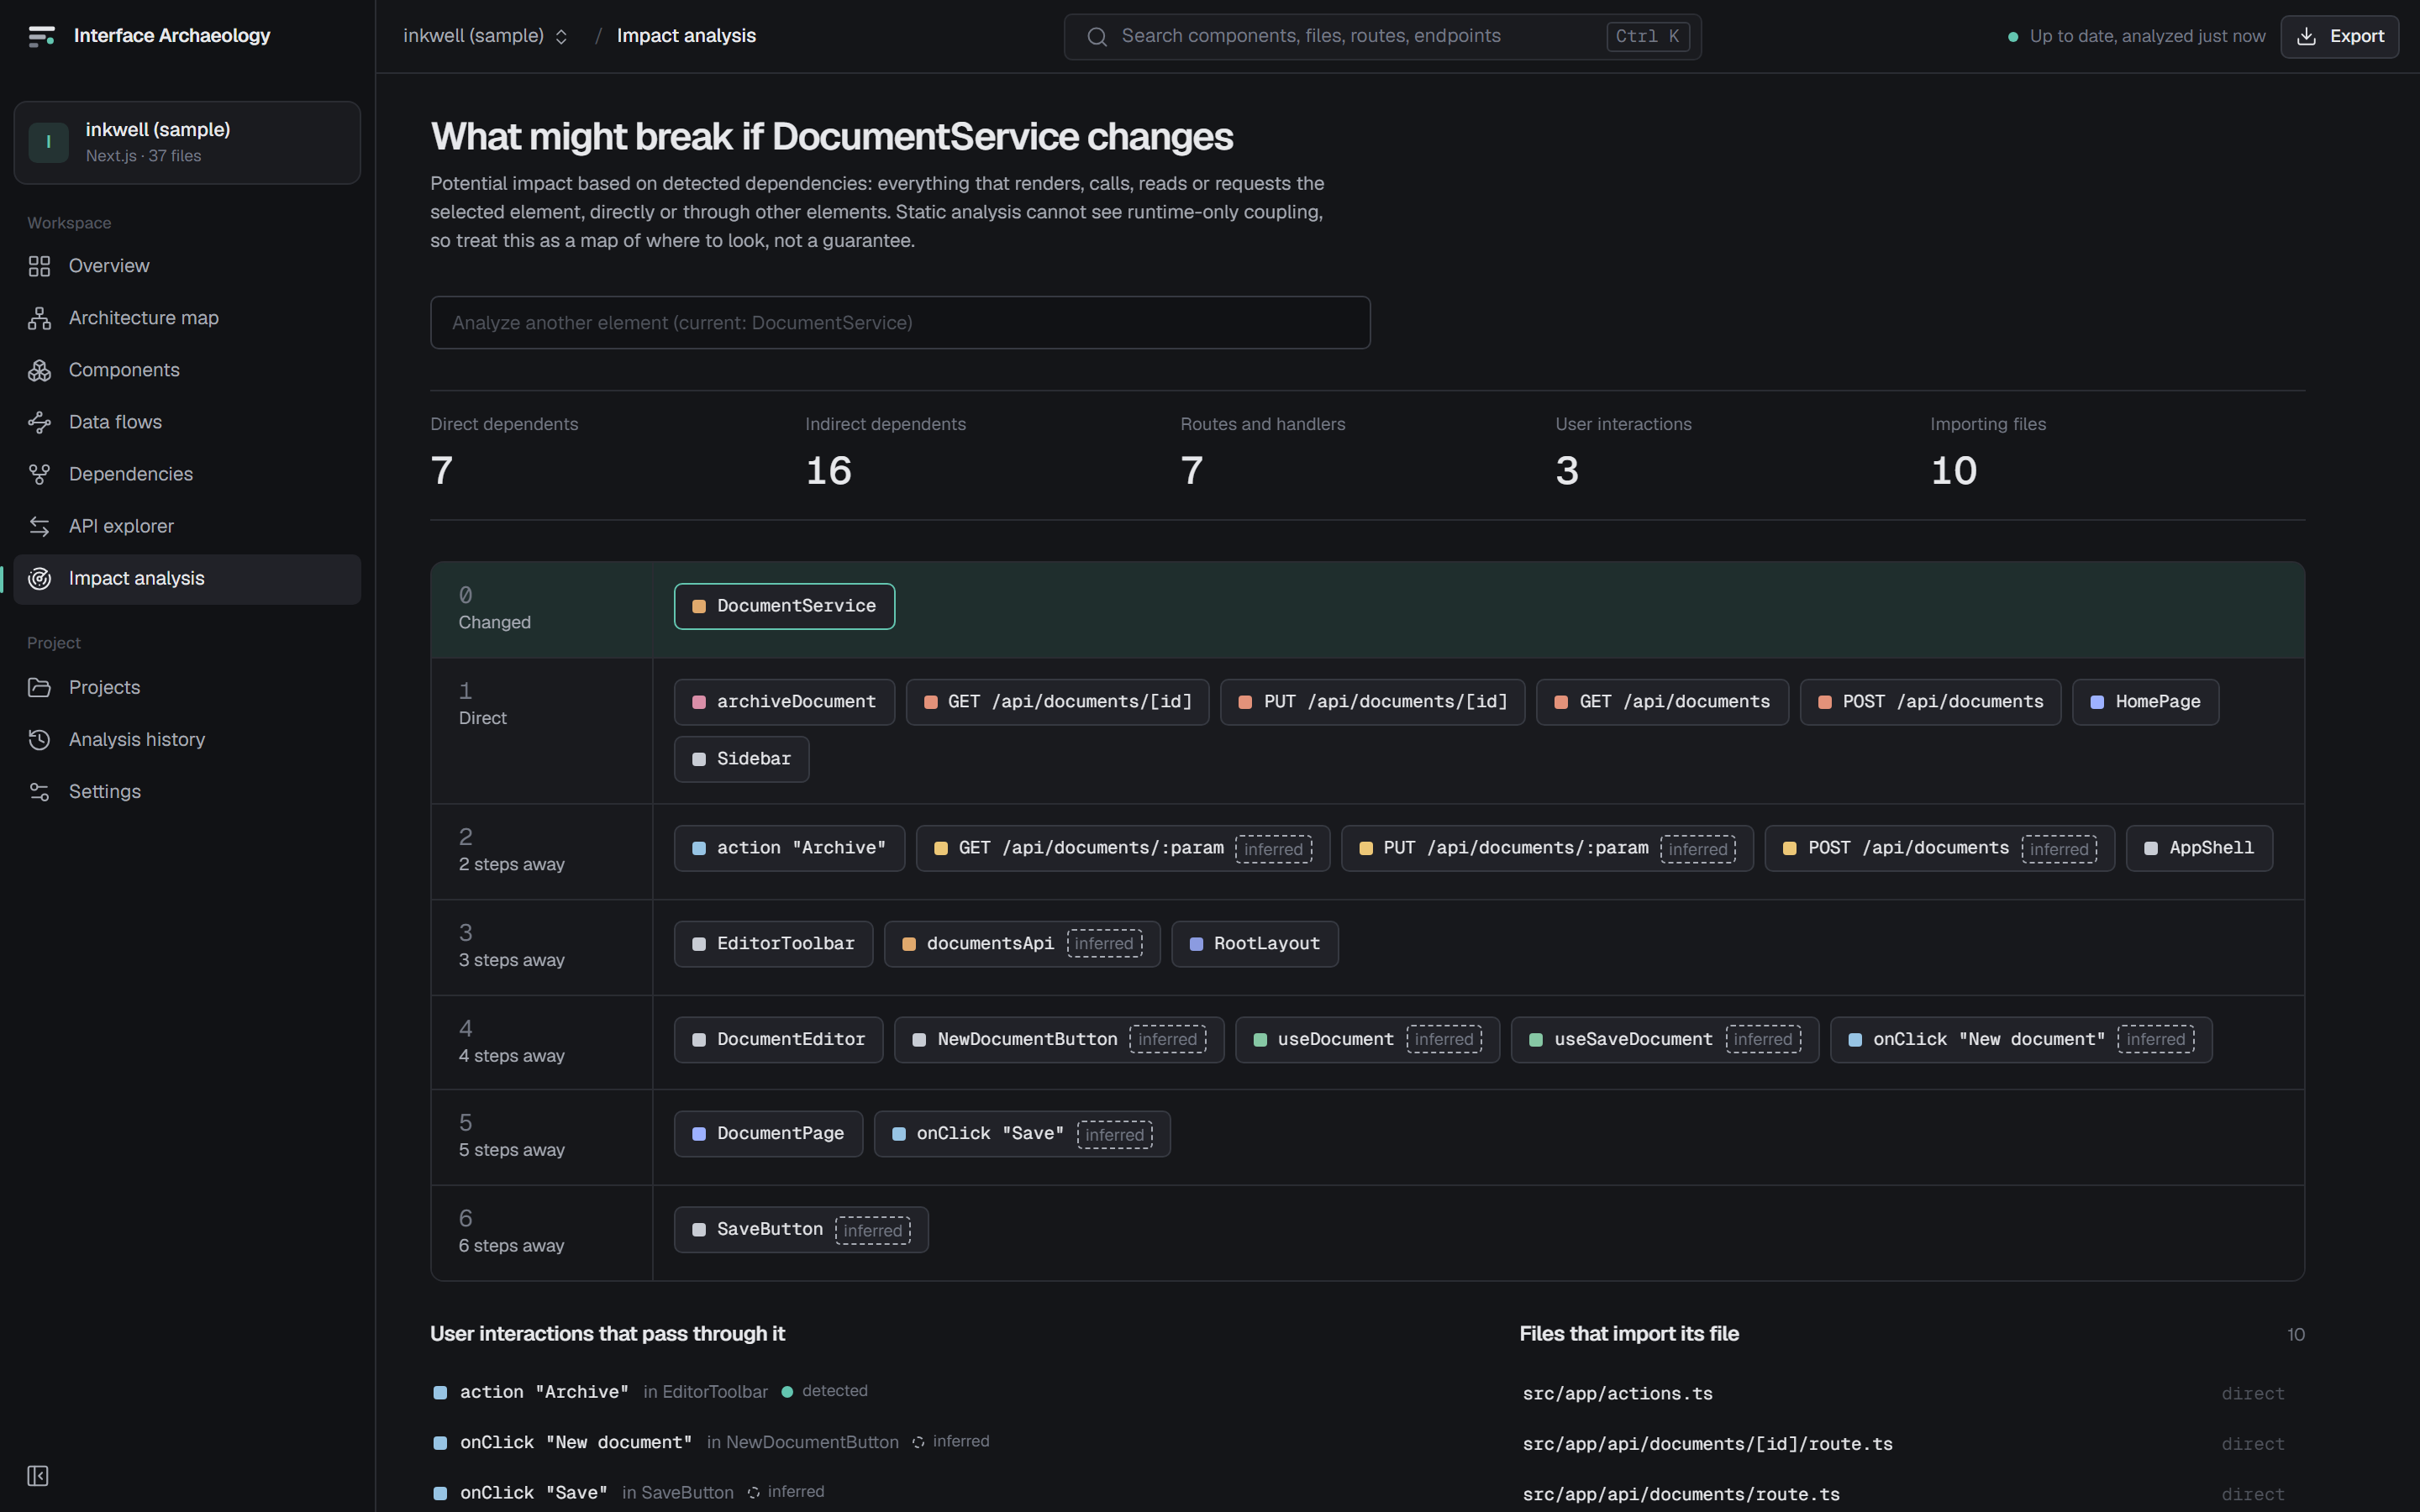 Interface Archaeology
I
inkwell (sample)
Next.js · 37 files
Workspace
Overview
Architecture map
Components
Data flows
Dependencies
API explorer
Impact analysis
Project
Projects
Analysis history
Settings
inkwell (sample) / Impact analysis
Search components, files, routes, endpoints Ctrl K
Up to date, analyzed just now
Export
What might break if DocumentService changes
Potential impact based on detected dependencies: everything that renders, calls, reads or requests the
selected element, directly or through other elements. Static analysis cannot see runtime-only coupling,
so treat this as a map of where to look, not a guarantee.
Analyze another element (current: DocumentService)
Direct dependents Indirect dependents Routes and handlers User interactions Importing files
7 16 7 3 10
0
Changed
DocumentService
1
Direct
archiveDocument GET /api/documents/[id] PUT /api/documents/[id] GET /api/documents POST /api/documents HomePage
Sidebar
2
2 steps away
action "Archive" GET /api/documents/:param inferred PUT /api/documents/:param inferred POST /api/documents inferred AppShell
3
3 steps away
EditorToolbar documentsApi inferred RootLayout
4
4 steps away
DocumentEditor NewDocumentButton inferred useDocument inferred useSaveDocument inferred onClick "New document" inferred
5
5 steps away
DocumentPage onClick "Save" inferred
6
6 steps away
SaveButton inferred
User interactions that pass through it
action "Archive" in EditorToolbar detected
onClick "New document" in NewDocumentButton inferred
onClick "Save" in SaveButton inferred
Files that import its file 10
src/app/actions.ts direct
src/app/api/documents/[id]/route.ts direct
src/app/api/documents/route.ts direct